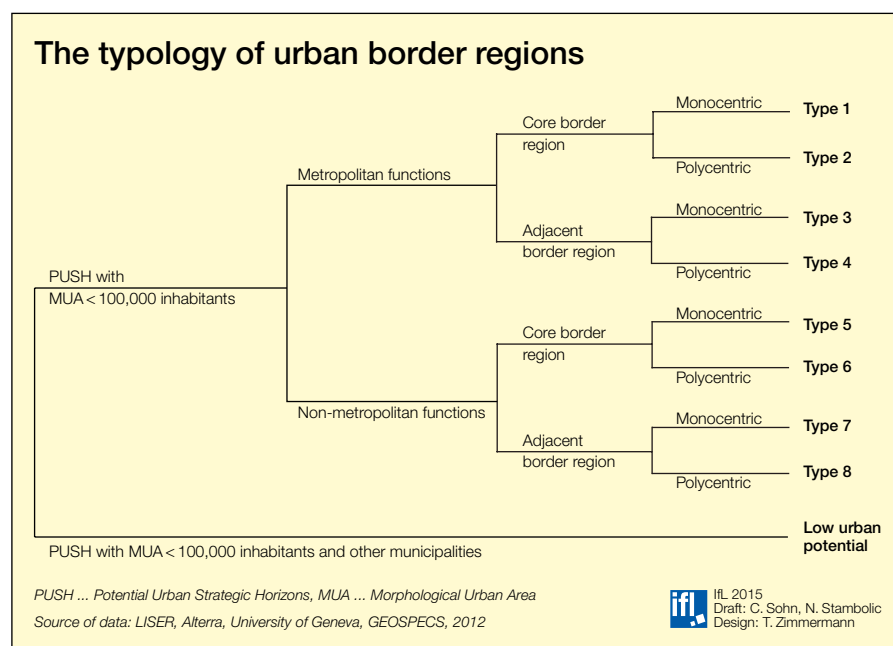 The typology of urban border regions
Monocentric
Type 1
Core border
region
Polycentric
Type 2
Metropolitan functions
Monocentric
Type 3
Adjacent
border region
Polycentric
Type 4
PUSH with
MUA < 100,000 inhabitants
Monocentric
Type 5
Core border
region
Polycentric
Type 6
Non-metropolitan functions
Monocentric
Type 7
Adjacent
border region
Polycentric
Type 8
Low urban
potential
PUSH with MUA < 100,000 inhabitants and other municipalities
PUSH ... Potential Urban Strategic Horizons, MUA ... Morphological Urban Area
Source of data: LISER, Alterra, University of Geneva, GEOSPECS, 2012
ifl
IfL 2015
Draft: C. Sohn, N. Stambolic
Design: T. Zimmermann